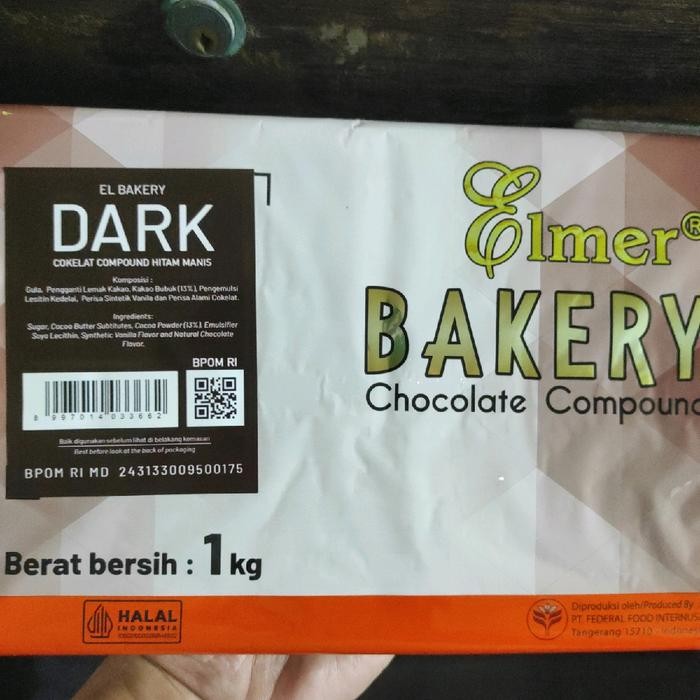 EL BAKERY
DARK
COKELAT COMPOUND HITAM MANIS
Komposisi :
Gula, Pengganti Lemak Kakao, Kakao Bubuk (13%), Pengemulsi
Lesitin Kedelai, Perisa Sintetik Vanila dan Perisa Alami Cokelat.
Ingredients:
Sugar, Cocoa Butter Subtitutes, Cocoa Powder (13%), Emulsifier
Soya Lecithin, Synthetic Vanilla Flavor and Natural Chocolate
Flavor.
BPOM RI
8 997014 033662
Baik digunakan sebelum lihat di belakang kemasan
Best before look at the back of packaging
BPOM RI MD 243133009500175
Elmer®
BAKERY
Chocolate Compound
Berat bersih : 1 kg
HALAL
INDONESIA
Diproduksi oleh/Produced By
PT. FEDERAL FOOD INTERNUSA
Tangerang 15710 - Indonesia